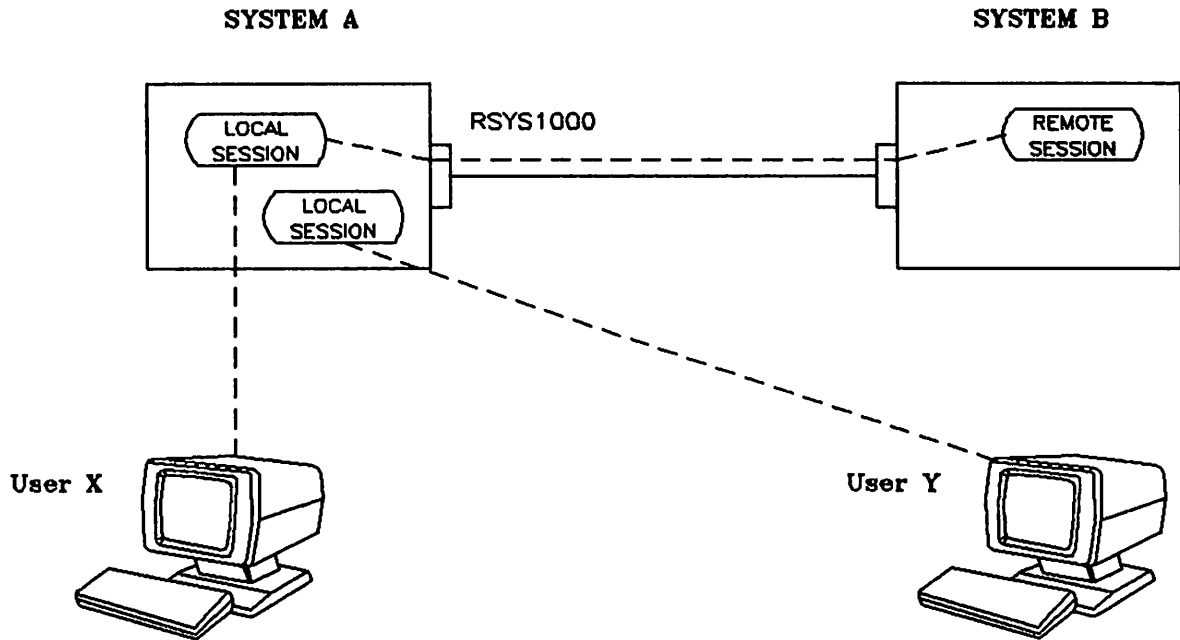 SYSTEM A
SYSTEM B
LOCAL
SESSION
RSYS1000
REMOTE
SESSION
LOCAL
SESSION
User X
User Y